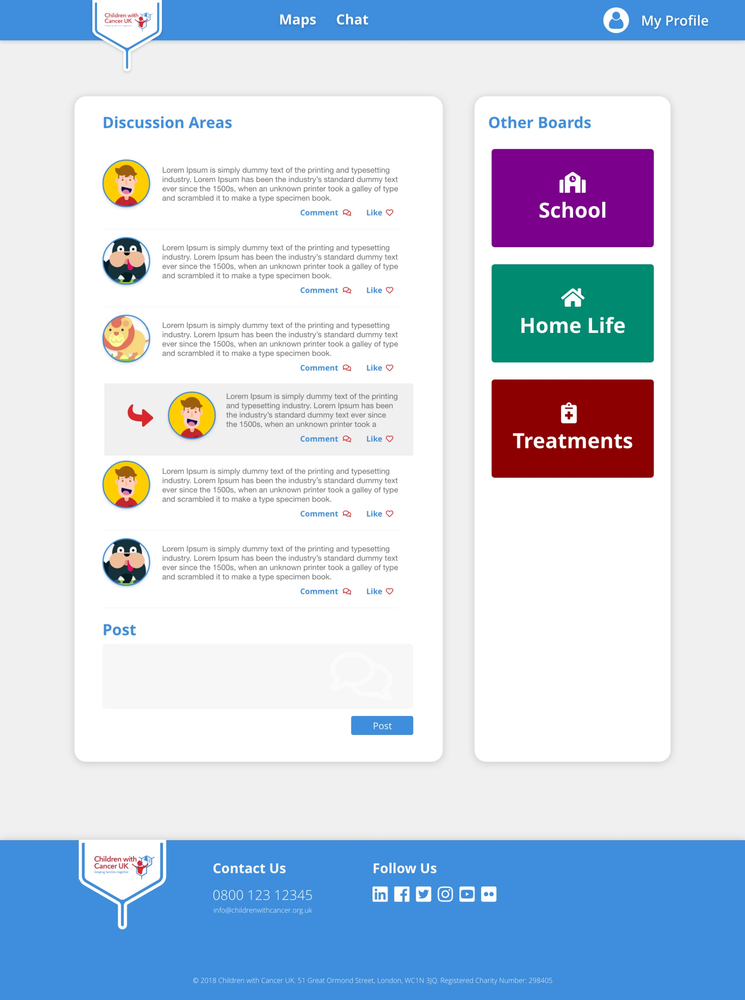 Children with
Cancer UK
Keeping families together
Maps
Chat
My Profile
Discussion Areas
Lorem Ipsum is simply dummy text of the printing and typesetting
industry. Lorem Ipsum has been the industry’s standard dummy text
ever since the 1500s, when an unknown printer took a galley of type
and scrambled it to make a type specimen book.
Comment
Like
Lorem Ipsum is simply dummy text of the printing and typesetting
industry. Lorem Ipsum has been the industry’s standard dummy text
ever since the 1500s, when an unknown printer took a galley of type
and scrambled it to make a type specimen book.
Comment
Like
Lorem Ipsum is simply dummy text of the printing and typesetting
industry. Lorem Ipsum has been the industry’s standard dummy text
ever since the 1500s, when an unknown printer took a galley of type
and scrambled it to make a type specimen book.
Comment
Like
Lorem Ipsum is simply dummy text of the printing
and typesetting industry. Lorem Ipsum has been
the industry’s standard dummy text ever since
the 1500s, when an unknown printer took a
Comment
Like
Lorem Ipsum is simply dummy text of the printing and typesetting
industry. Lorem Ipsum has been the industry’s standard dummy text
ever since the 1500s, when an unknown printer took a galley of type
and scrambled it to make a type specimen book.
Comment
Like
Lorem Ipsum is simply dummy text of the printing and typesetting
industry. Lorem Ipsum has been the industry’s standard dummy text
ever since the 1500s, when an unknown printer took a galley of type
and scrambled it to make a type specimen book.
Comment
Like
Post
Post
Other Boards
School
Home Life
Treatments
Children with
Cancer UK
Keeping families together
Contact Us
0800 123 12345
info@childrenwithcancer.org.uk
Follow Us
© 2018 Children with Cancer UK. 51 Great Ormond Street, London, WC1N 3JQ. Registered Charity Number: 298405